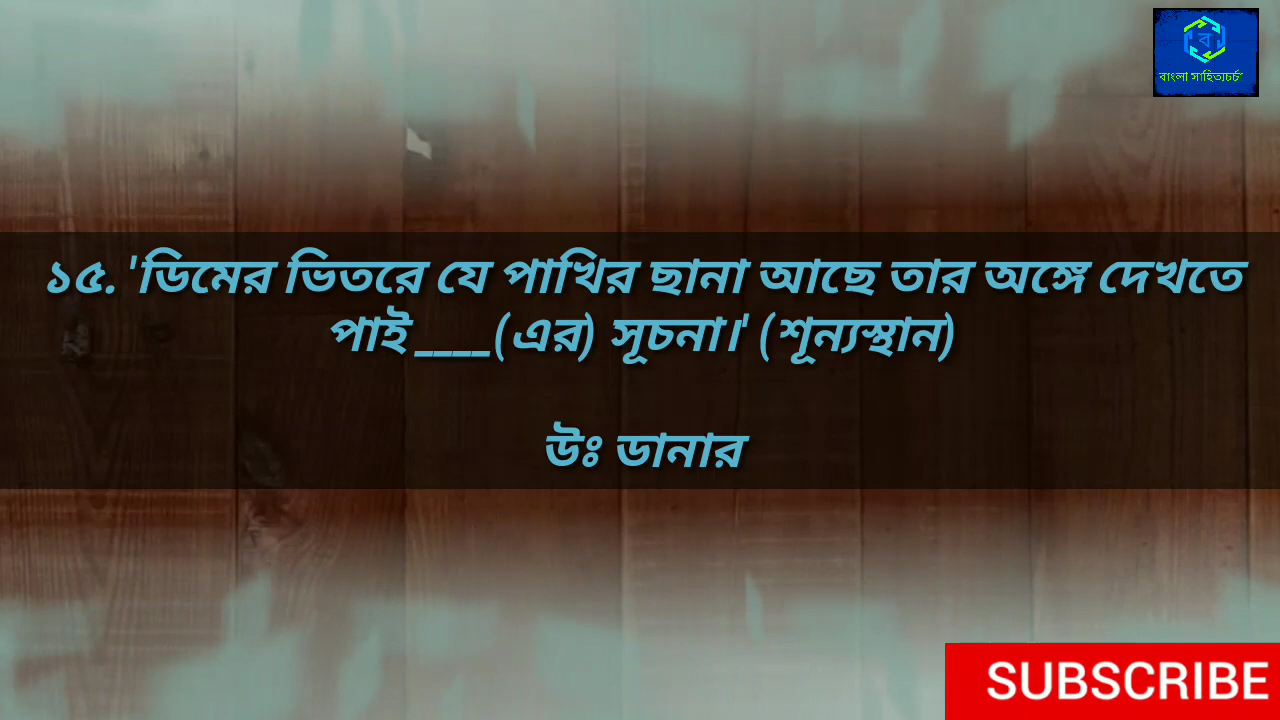 ব
বাংলা সাহিত্যচর্চা
১৫. 'ডিমের ভিতরে যে পাখির ছানা আছে তার অঙ্গে দেখতে
পাই ____(এর) সূচনা।' (শূন্যস্থান)
উঃ ডানার
SUBSCRIBE